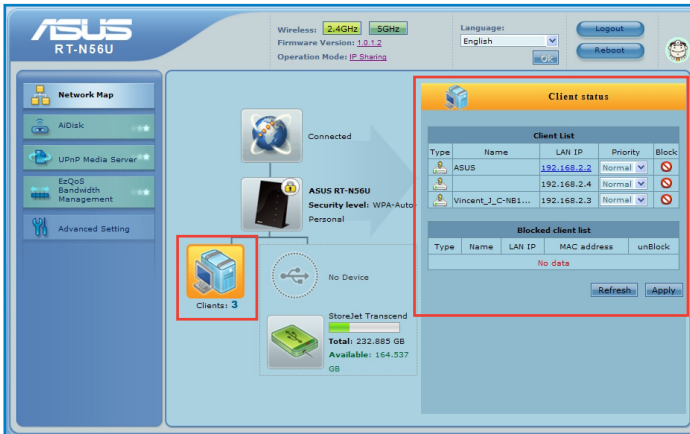 ASUS
RT-N56U
Wireless: 2.4GHz 5GHz
Firmware Version: 1.0.1.2
Operation Mode: IP Sharing
Language:
English
Ok
Logout
Reboot
Network Map
AiDisk
UPnP Media Server
EzQoS
Bandwidth
Management
Advanced Setting
Connected
ASUS RT-N56U
Security level: WPA-Auto-
Personal
Clients: 3
No Device
StoreJet Transcend
Total: 232.885 GB
Available: 164.537
GB
Client status
Client List
Type Name LAN IP Priority Block
ASUS 192.168.2.2 Normal
192.168.2.4 Normal
Vincent_J_C-NB1... 192.168.2.3 Normal
Blocked client list
Type Name LAN IP MAC address unBlock
No data
Refresh Apply